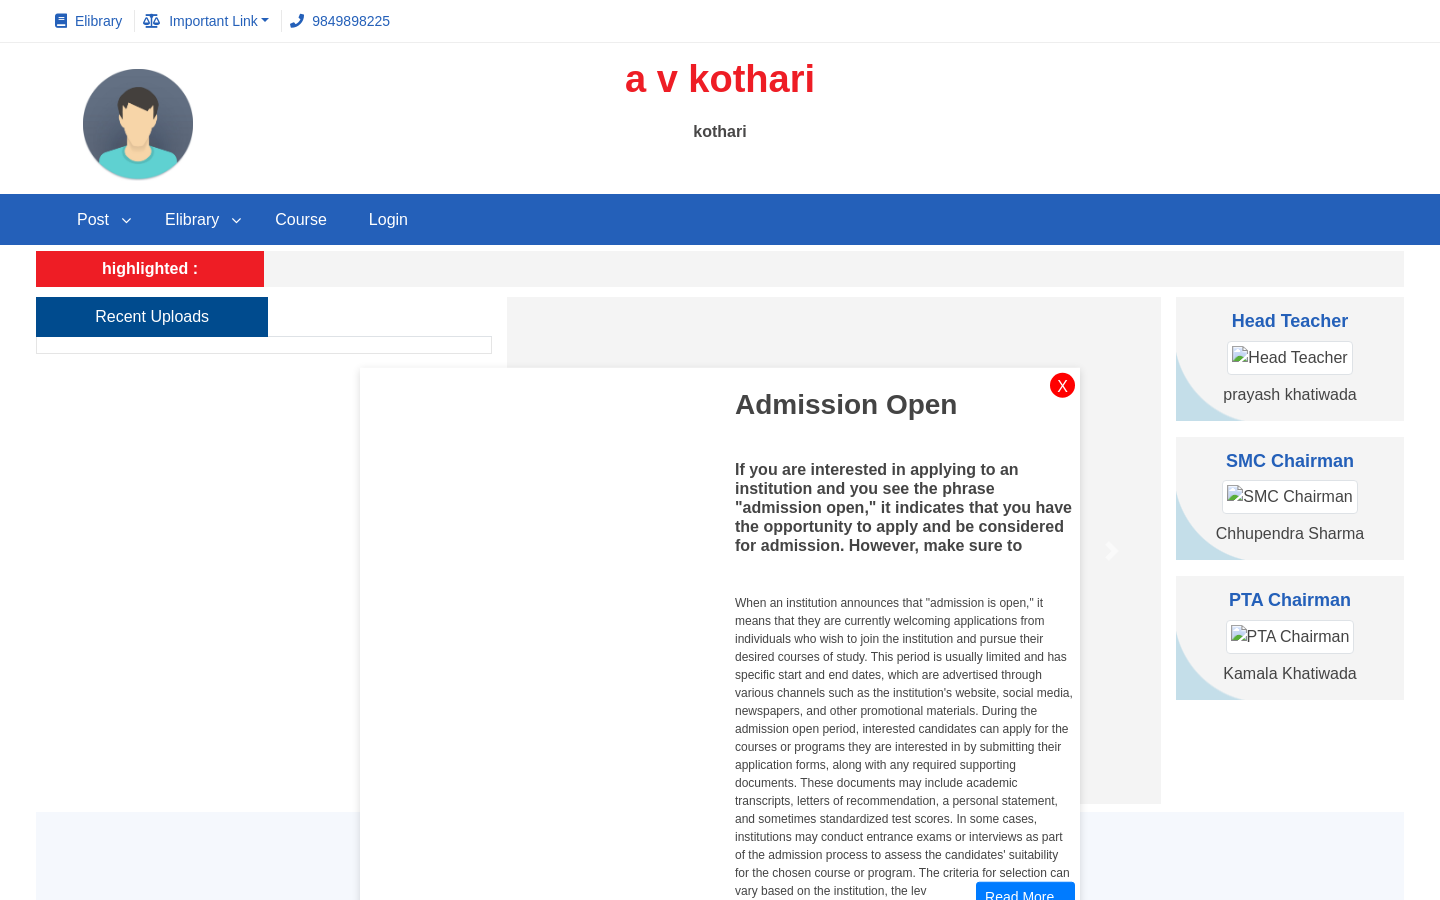 Elibrary
Important Link
9849898225
a v kothari
kothari
Post
Elibrary
Course
Login
highlighted :
Recent Uploads
Head Teacher
Head Teacher
prayash khatiwada
SMC Chairman
SMC Chairman
Chhupendra Sharma
PTA Chairman
PTA Chairman
Kamala Khatiwada
X
Admission Open
If you are interested in applying to an
institution and you see the phrase
"admission open," it indicates that you have
the opportunity to apply and be considered
for admission. However, make sure to
When an institution announces that "admission is open," it
means that they are currently welcoming applications from
individuals who wish to join the institution and pursue their
desired courses of study. This period is usually limited and has
specific start and end dates, which are advertised through
various channels such as the institution's website, social media,
newspapers, and other promotional materials. During the
admission open period, interested candidates can apply for the
courses or programs they are interested in by submitting their
application forms, along with any required supporting
documents. These documents may include academic
transcripts, letters of recommendation, a personal statement,
and sometimes standardized test scores. In some cases,
institutions may conduct entrance exams or interviews as part
of the admission process to assess the candidates' suitability
for the chosen course or program. The criteria for selection can
vary based on the institution, the lev
Read More